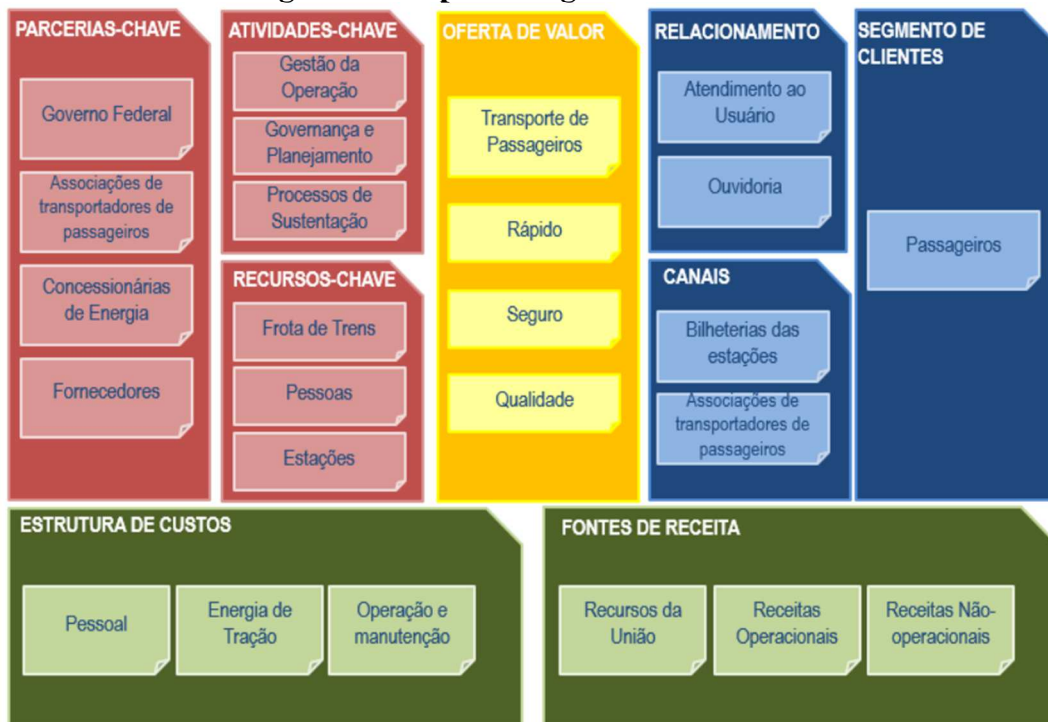 PARCERIAS-CHAVE
Governo Federal
Associações de
transportadores de
passageiros
Concessionárias
de Energia
Fornecedores
ATIVIDADES-CHAVE
Gestão da
Operação
Governança e
Planejamento
Processos de
Sustentação
RECURSOS-CHAVE
Frota de Trens
Pessoas
Estações
OFERTA DE VALOR
Transporte de
Passageiros
Rápido
Seguro
Qualidade
RELACIONAMENTO
Atendimento ao
Usuário
Ouvidoria
CANAIS
Bilheterias das
estações
Associações de
transportadores de
passageiros
SEGMENTO DE
CLIENTES
Passageiros
ESTRUTURA DE CUSTOS
Pessoal
Energia de
Tração
Operação e
manutenção
FONTES DE RECEITA
Recursos da
União
Receitas
Operacionais
Receitas Não-
operacionais